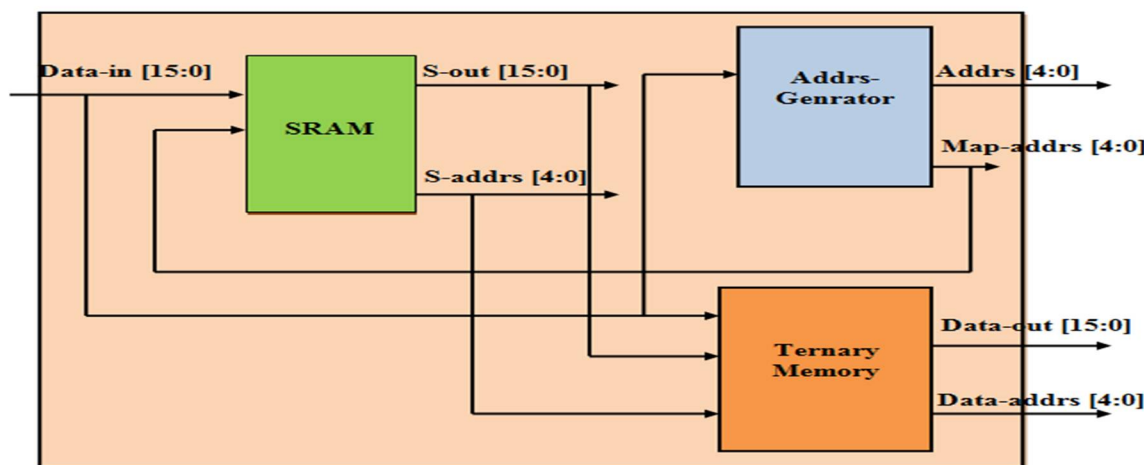 Data-in [15:0]
SRAM
S-out [15:0]
S-addrs [4:0]
Addrs-
Genrator
Addrs [4:0]
Map-addrs [4:0]
Ternary
Memory
Data-out [15:0]
Data-addrs [4:0]